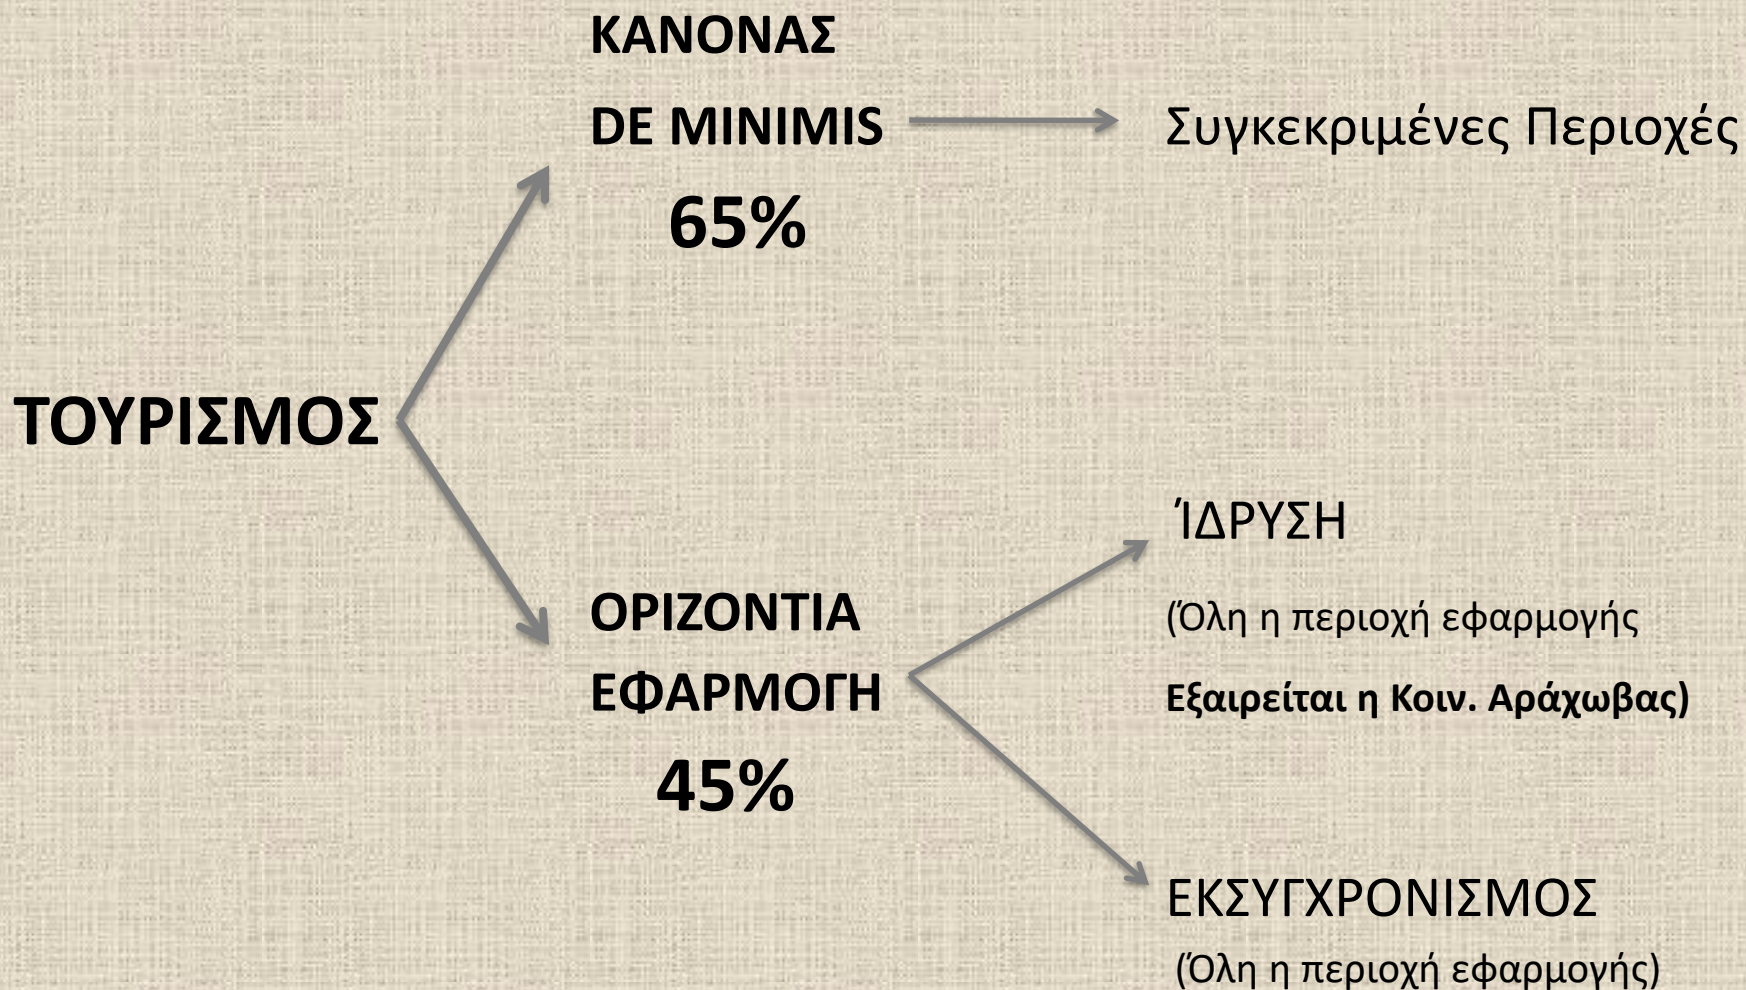 ΤΟΥΡΙΣΜΟΣ
ΚΑΝΟΝΑΣ
DE MINIMIS
65%
Συγκεκριμένες Περιοχές
ΟΡΙΖΟΝΤΙΑ
ΕΦΑΡΜΟΓΗ
45%
ΊΔΡΥΣΗ
(Όλη η περιοχή εφαρμογής
Εξαιρείται η Κοιν. Αράχωβας)
ΕΚΣΥΓΧΡΟΝΙΣΜΟΣ
(Όλη η περιοχή εφαρμογής)